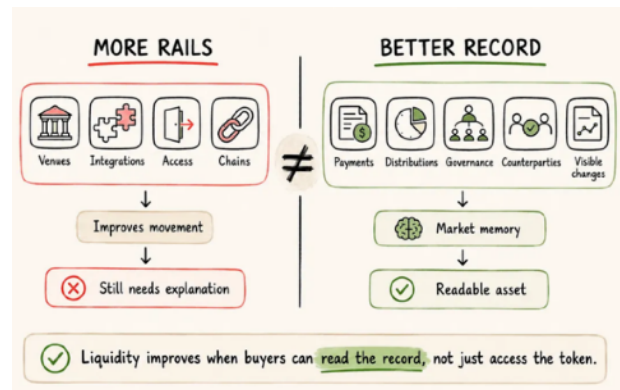 MORE RAILS
Venues
Integrations
Access
Chains
Improves movement
Still needs explanation
≠
BETTER RECORD
$
Payments
Distributions
Governance
Counterparties
Visible
changes
Market memory
Readable asset
Liquidity improves when buyers can read the record, not just access the token.